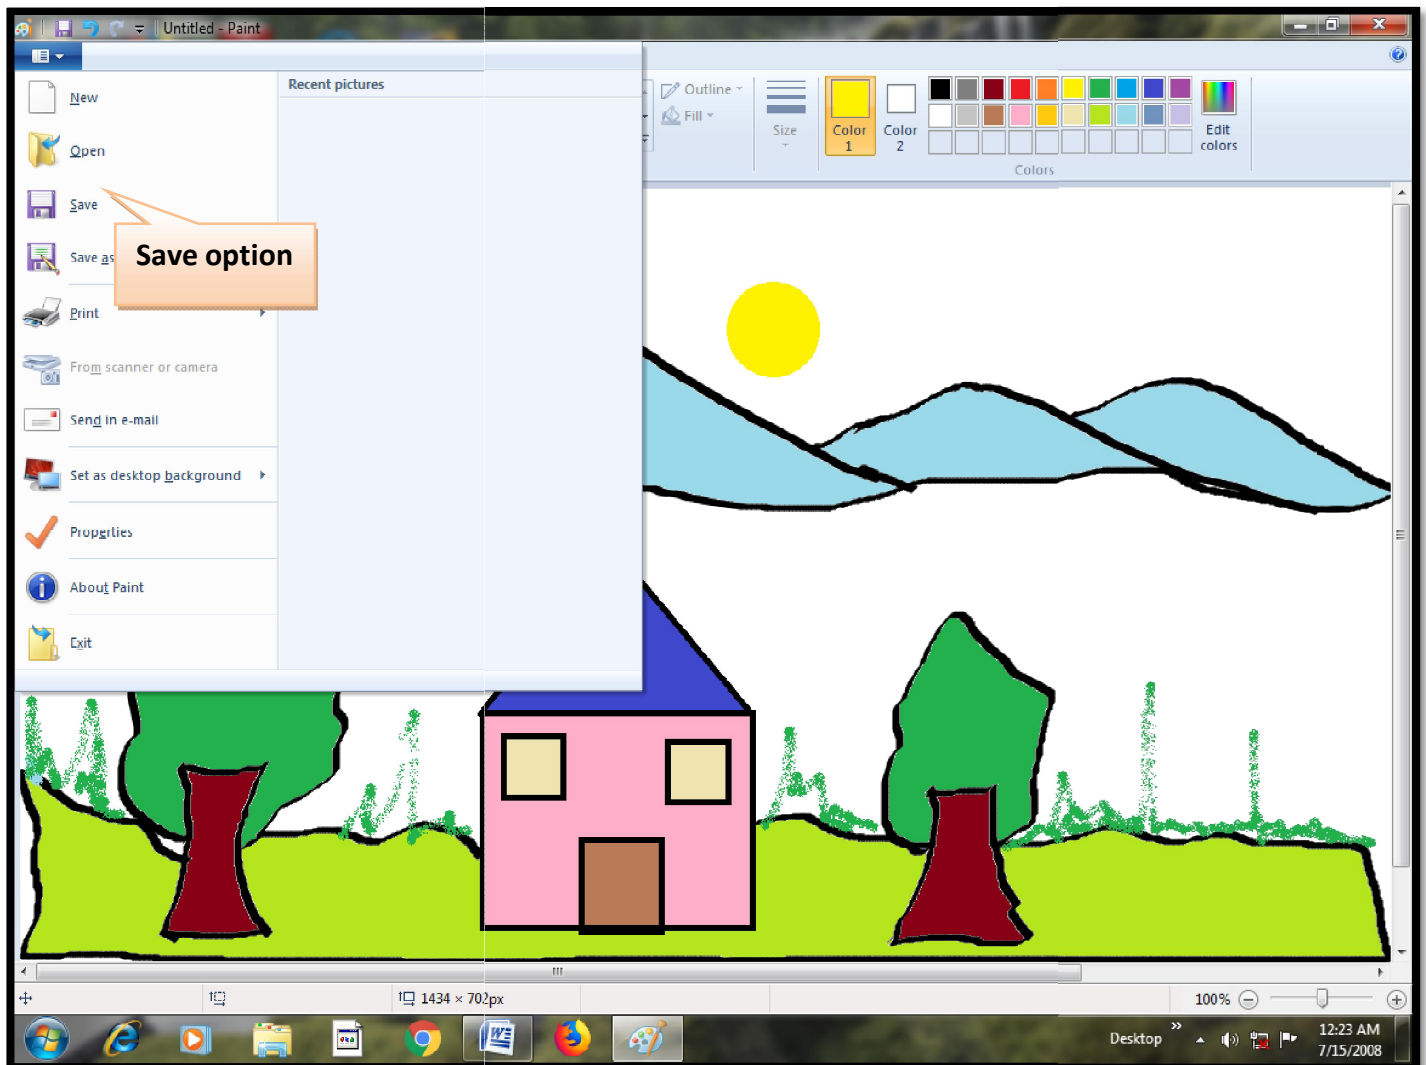 Untitled - Paint
New
Open
Save
Save as
Print
From scanner or camera
Send in e-mail
Set as desktop background
Properties
About Paint
Exit
Recent pictures
Save option
Outline
Fill
Size
Color 1
Color 2
Edit colors
Colors
1434 × 702px
100%
Desktop
12:23 AM
7/15/2008